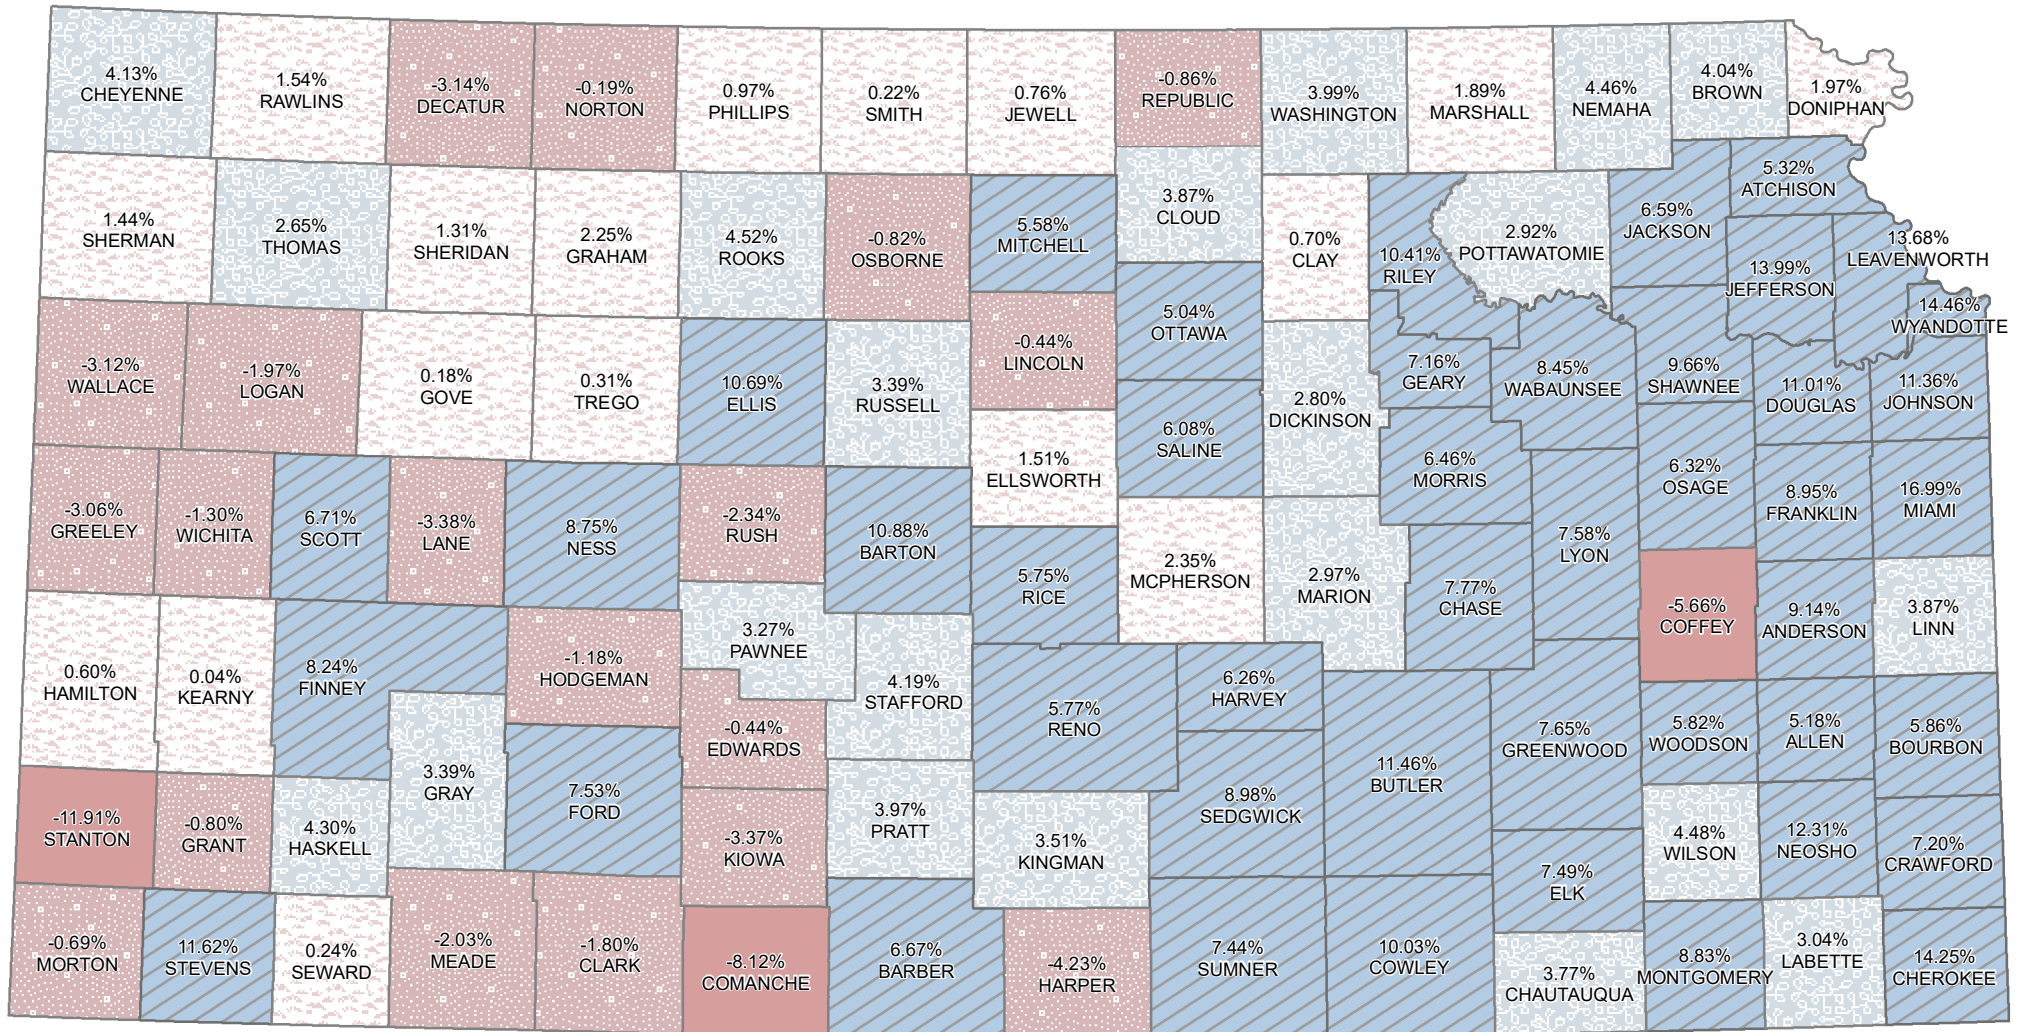 4.13%
CHEYENNE
1.54%
RAWLINS
-3.14%
DECATUR
-0.19%
NORTON
0.97%
PHILLIPS
0.22%
SMITH
0.76%
JEWELL
-0.86%
REPUBLIC
3.99%
WASHINGTON
1.89%
MARSHALL
4.46%
NEMAHA
4.04%
BROWN
1.97%
DONIPHAN
1.44%
SHERMAN
2.65%
THOMAS
1.31%
SHERIDAN
2.25%
GRAHAM
4.52%
ROOKS
-0.82%
OSBORNE
5.58%
MITCHELL
3.87%
CLOUD
0.70%
CLAY
10.41%
RILEY
2.92%
POTTAWATOMIE
6.59%
JACKSON
5.32%
ATCHISON
13.99%
JEFFERSON
13.68%
LEAVENWORTH
14.46%
WYANDOTTE
-3.12%
WALLACE
-1.97%
LOGAN
0.18%
GOVE
0.31%
TREGO
10.69%
ELLIS
3.39%
RUSSELL
-0.44%
LINCOLN
5.04%
OTTAWA
2.80%
DICKINSON
7.16%
GEARY
8.45%
WABAUNSEE
9.66%
SHAWNEE
11.01%
DOUGLAS
11.36%
JOHNSON
1.51%
ELLSWORTH
6.08%
SALINE
6.46%
MORRIS
6.32%
OSAGE
8.95%
FRANKLIN
16.99%
MIAMI
-3.06%
GREELEY
-1.30%
WICHITA
6.71%
SCOTT
-3.38%
LANE
8.75%
NESS
-2.34%
RUSH
10.88%
BARTON
5.75%
RICE
2.35%
MCPHERSON
2.97%
MARION
7.77%
CHASE
7.58%
LYON
-5.66%
COFFEY
9.14%
ANDERSON
3.87%
LINN
0.60%
HAMILTON
0.04%
KEARNY
8.24%
FINNEY
-1.18%
HODGEMAN
3.27%
PAWNEE
4.19%
STAFFORD
5.77%
RENO
6.26%
HARVEY
11.46%
BUTLER
7.65%
GREENWOOD
5.82%
WOODSON
5.18%
ALLEN
5.86%
BOURBON
-0.44%
EDWARDS
-11.91%
STANTON
-0.80%
GRANT
4.30%
HASKELL
3.39%
GRAY
7.53%
FORD
-3.37%
KIOWA
3.97%
PRATT
3.51%
KINGMAN
8.98%
SEDGWICK
7.49%
ELK
4.48%
WILSON
12.31%
NEOSHO
7.20%
CRAWFORD
-0.69%
MORTON
11.62%
STEVENS
0.24%
SEWARD
-2.03%
MEADE
-1.80%
CLARK
-8.12%
COMANCHE
6.67%
BARBER
-4.23%
HARPER
7.44%
SUMNER
10.03%
COWLEY
3.77%
CHAUTAUQUA
8.83%
MONTGOMERY
3.04%
LABETTE
14.25%
CHEROKEE